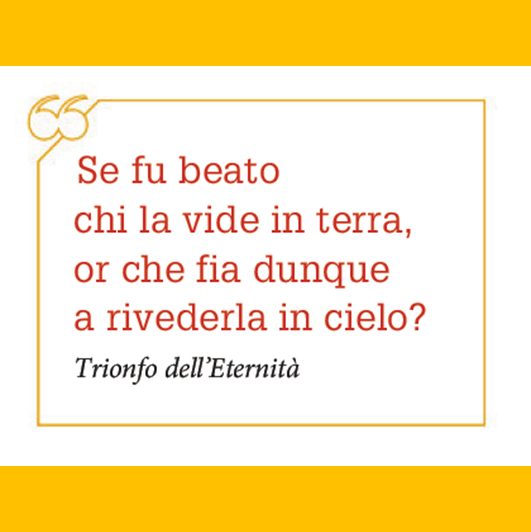 Se fu beato
chi la vide in terra,
or che fia dunque
a rivederla in cielo?
Trionfo dell’Eternità